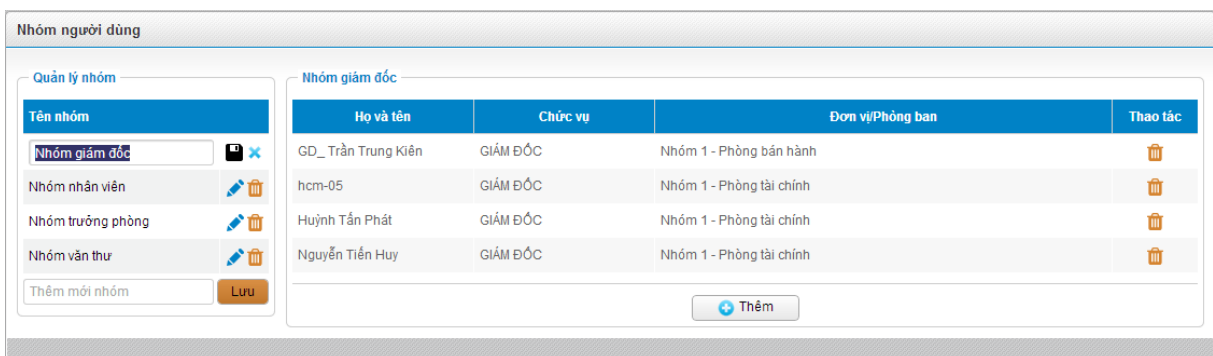 Nhóm người dùng
Quản lý nhóm
Tên nhóm
Nhóm giám đốc
Nhóm nhân viên
Nhóm trưởng phòng
Nhóm văn thư
Thêm mới nhóm Lưu
Nhóm giám đốc
Họ và tên Chức vụ Đơn vị/Phòng ban Thao tác
GD_ Trần Trung Kiên GIÁM ĐỐC Nhóm 1 - Phòng bán hành
hcm-05 GIÁM ĐỐC Nhóm 1 - Phòng tài chính
Huỳnh Tấn Phát GIÁM ĐỐC Nhóm 1 - Phòng tài chính
Nguyễn Tiến Huy GIÁM ĐỐC Nhóm 1 - Phòng tài chính
Thêm